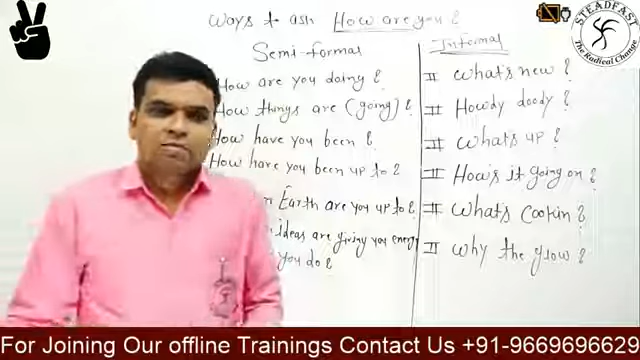 Ways to ask How are you ?
Semi-formal
How are you doing ?
How things are (going) ?
How have you been ?
How have you been up to ?
Earth are you up to ?
ideas are giving you energy
you do ?
Informal
What's new ?
Howdy doody ?
What's up ?
How's it going on ?
What's Cookin ?
Why the glow ?
STEADFAST
The Radical Change
For Joining Our offline Trainings Contact Us +91-9669696629